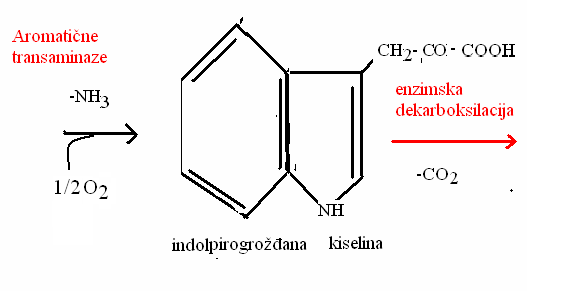 Aromatične
transaminaze
-NH3
1/2 O2
CH2- CO - COOH
NH
indolpirogrožđana kiselina
enzimska
dekarboksilacija
-CO2